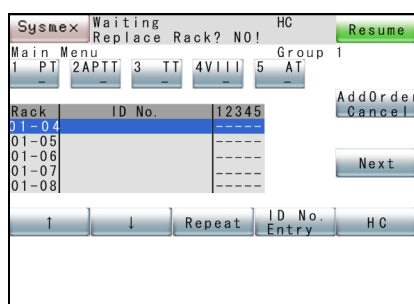 Sysmex Waiting HC Resume
Replace Rack? NO!
Main Menu Group 1
1 PT 2APTT 3 TT 4VIII 5 AT
- - - - -
AddOrder
Cancel
Rack ID No. 12345
01-04 -----
01-05 -----
01-06 -----
01-07 -----
01-08 -----
Next
↑ ↓ Repeat ID No. Entry HC